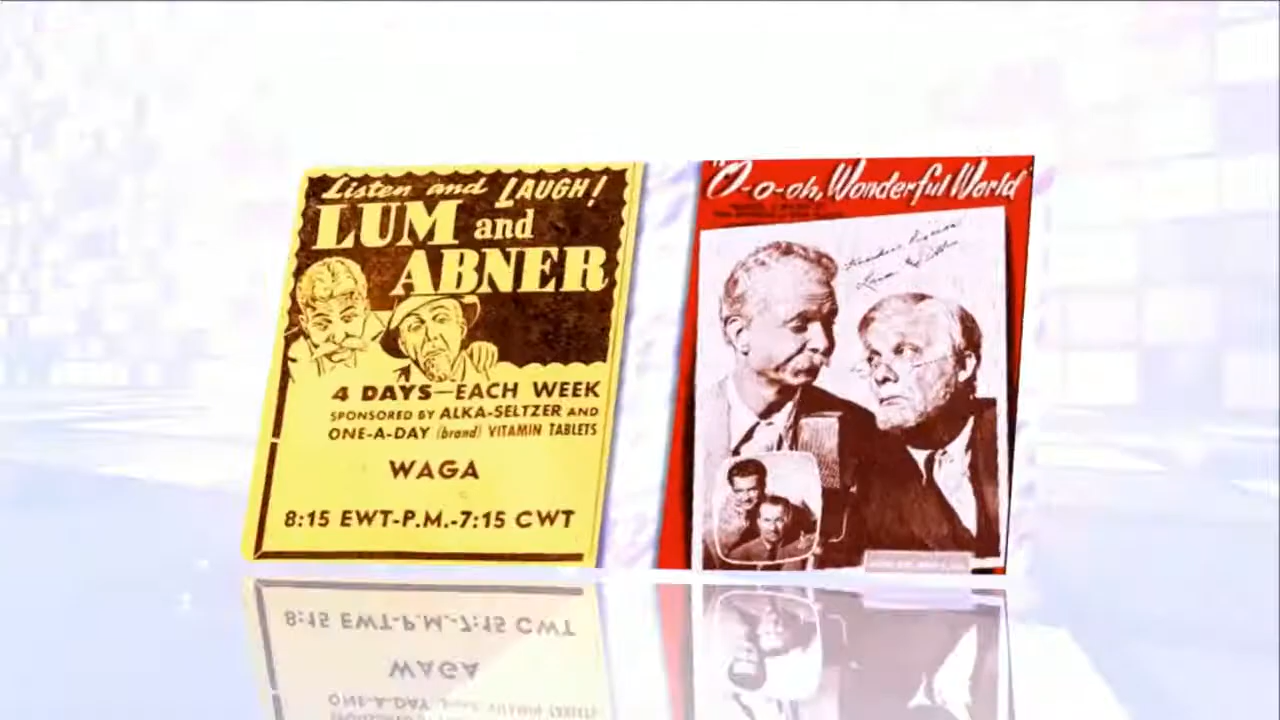 Listen and LAUGH!
LUM and
ABNER
4 DAYS—EACH WEEK
SPONSORED BY ALKA-SELTZER AND
ONE-A-DAY (brand) VITAMIN TABLETS
WAGA
8:15 EWT-P.M.-7:15 CWT
"O-o-oh, Wonderful World"